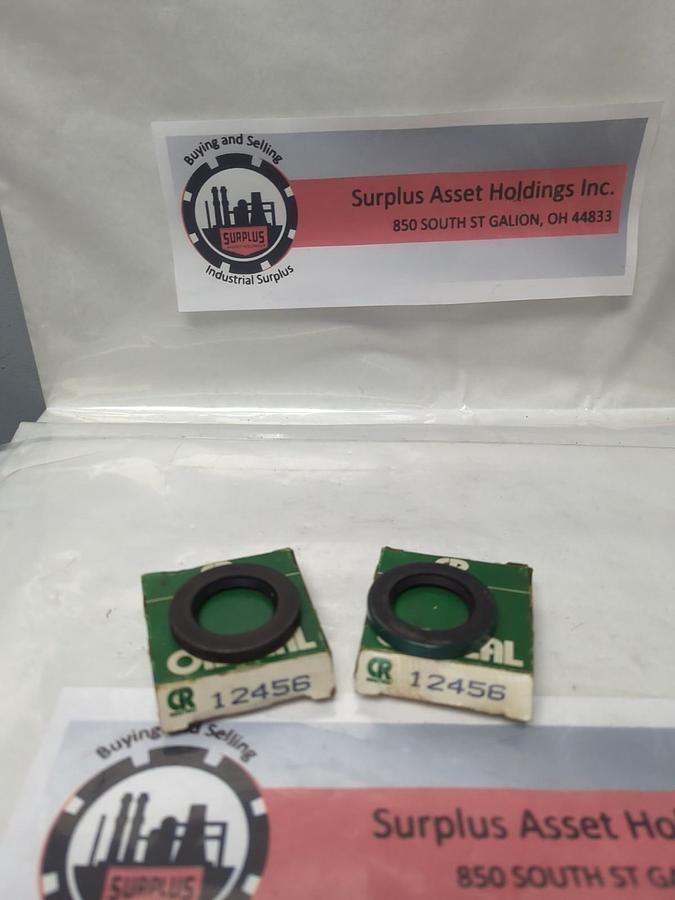 Buying and Selling
SURPLUS
Industrial Surplus
Surplus Asset Holdings Inc.
850 SOUTH ST GALION, OH 44833
CR
12456
CR
12456
Buying and Selling
SURPLUS
Surplus Asset Ho
850 SOUTH ST GA